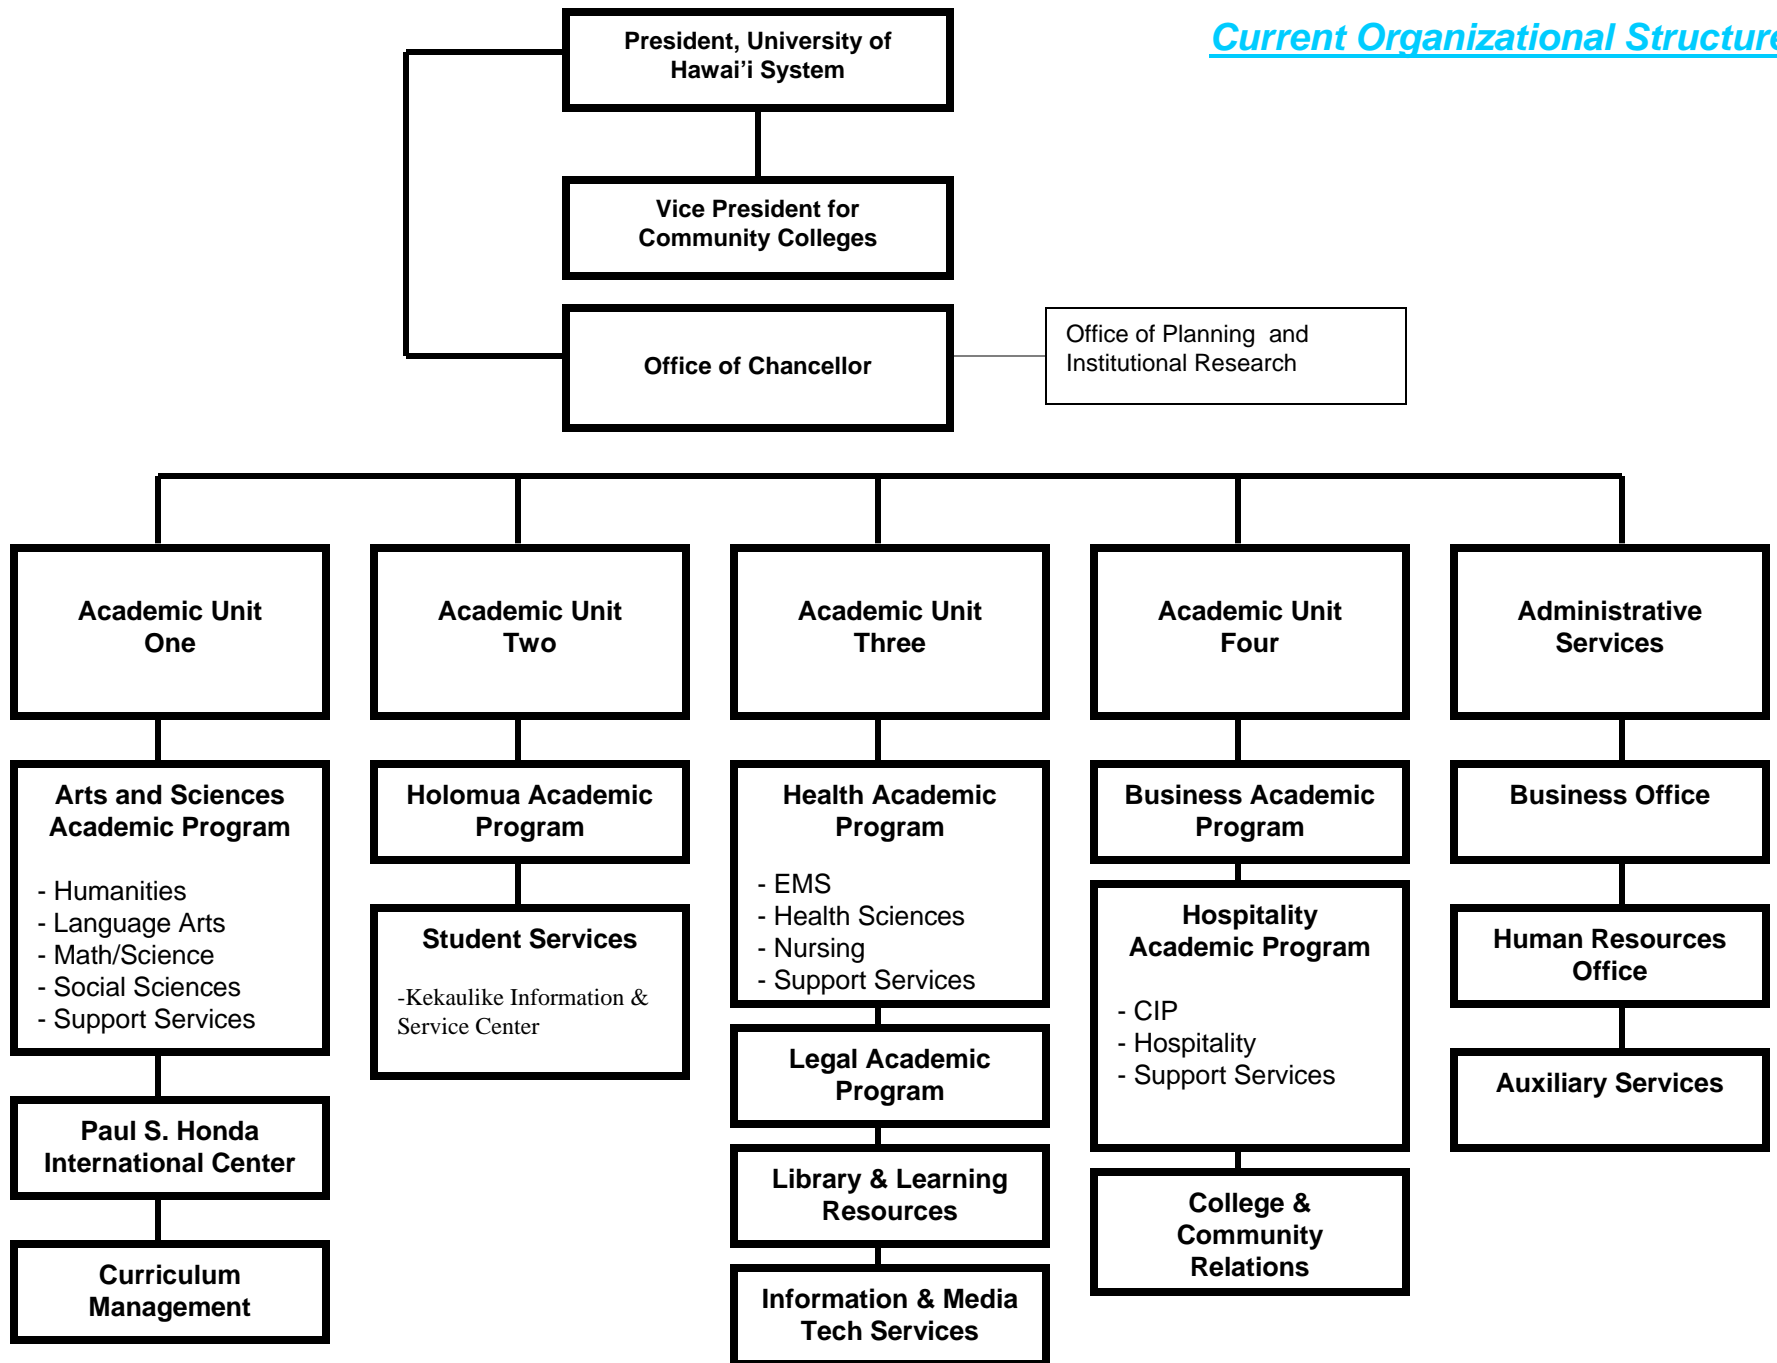 Current Organizational Structure
President, University of
Hawai’i System
Vice President for
Community Colleges
Office of Chancellor
Office of Planning  and
Institutional Research
Academic Unit
One
Academic Unit
Two
Academic Unit
Three
Academic Unit
Four
Administrative
Services
Arts and Sciences
Academic Program
- Humanities
- Language Arts
- Math/Science
- Social Sciences
- Support Services
Paul S. Honda
International Center
Curriculum
Management
Holomua Academic
Program
Student Services
-Kekaulike Information &
Service Center
Health Academic
Program
- EMS
- Health Sciences
- Nursing
- Support Services
Legal Academic
Program
Library & Learning
Resources
Information & Media
Tech Services
Business Academic
Program
Hospitality
Academic Program
- CIP
- Hospitality
- Support Services
College &
Community
Relations
Business Office
Human Resources
Office
Auxiliary Services